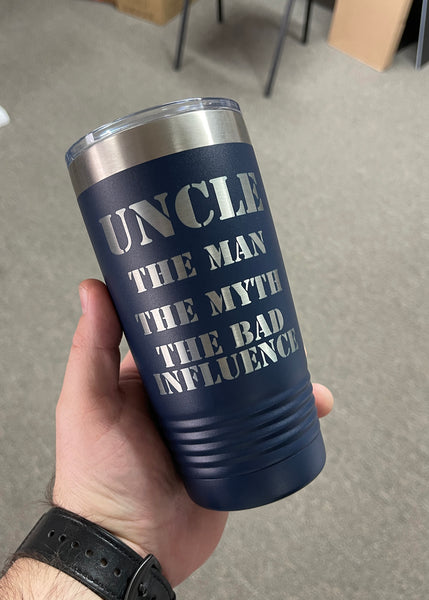 UNCLE
THE MAN
THE MYTH
THE BAD
INFLUENCE